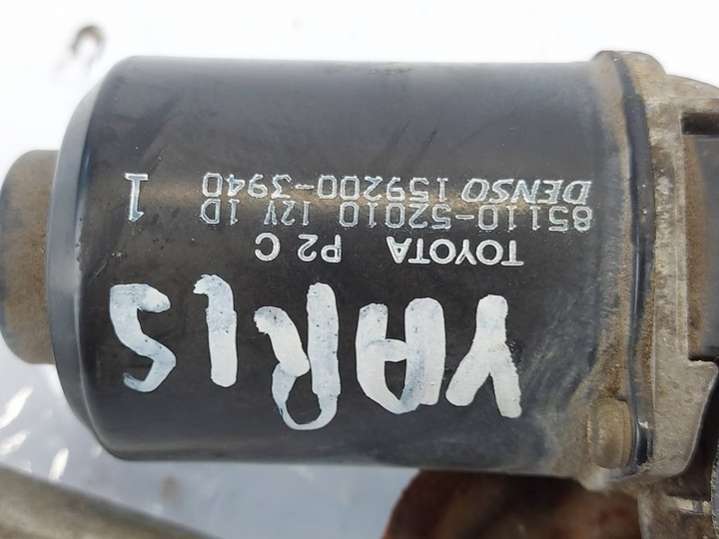 TOYOTA P2 C
85110-52010 12V 1D
DENSO 159200-3940
1
YARIS